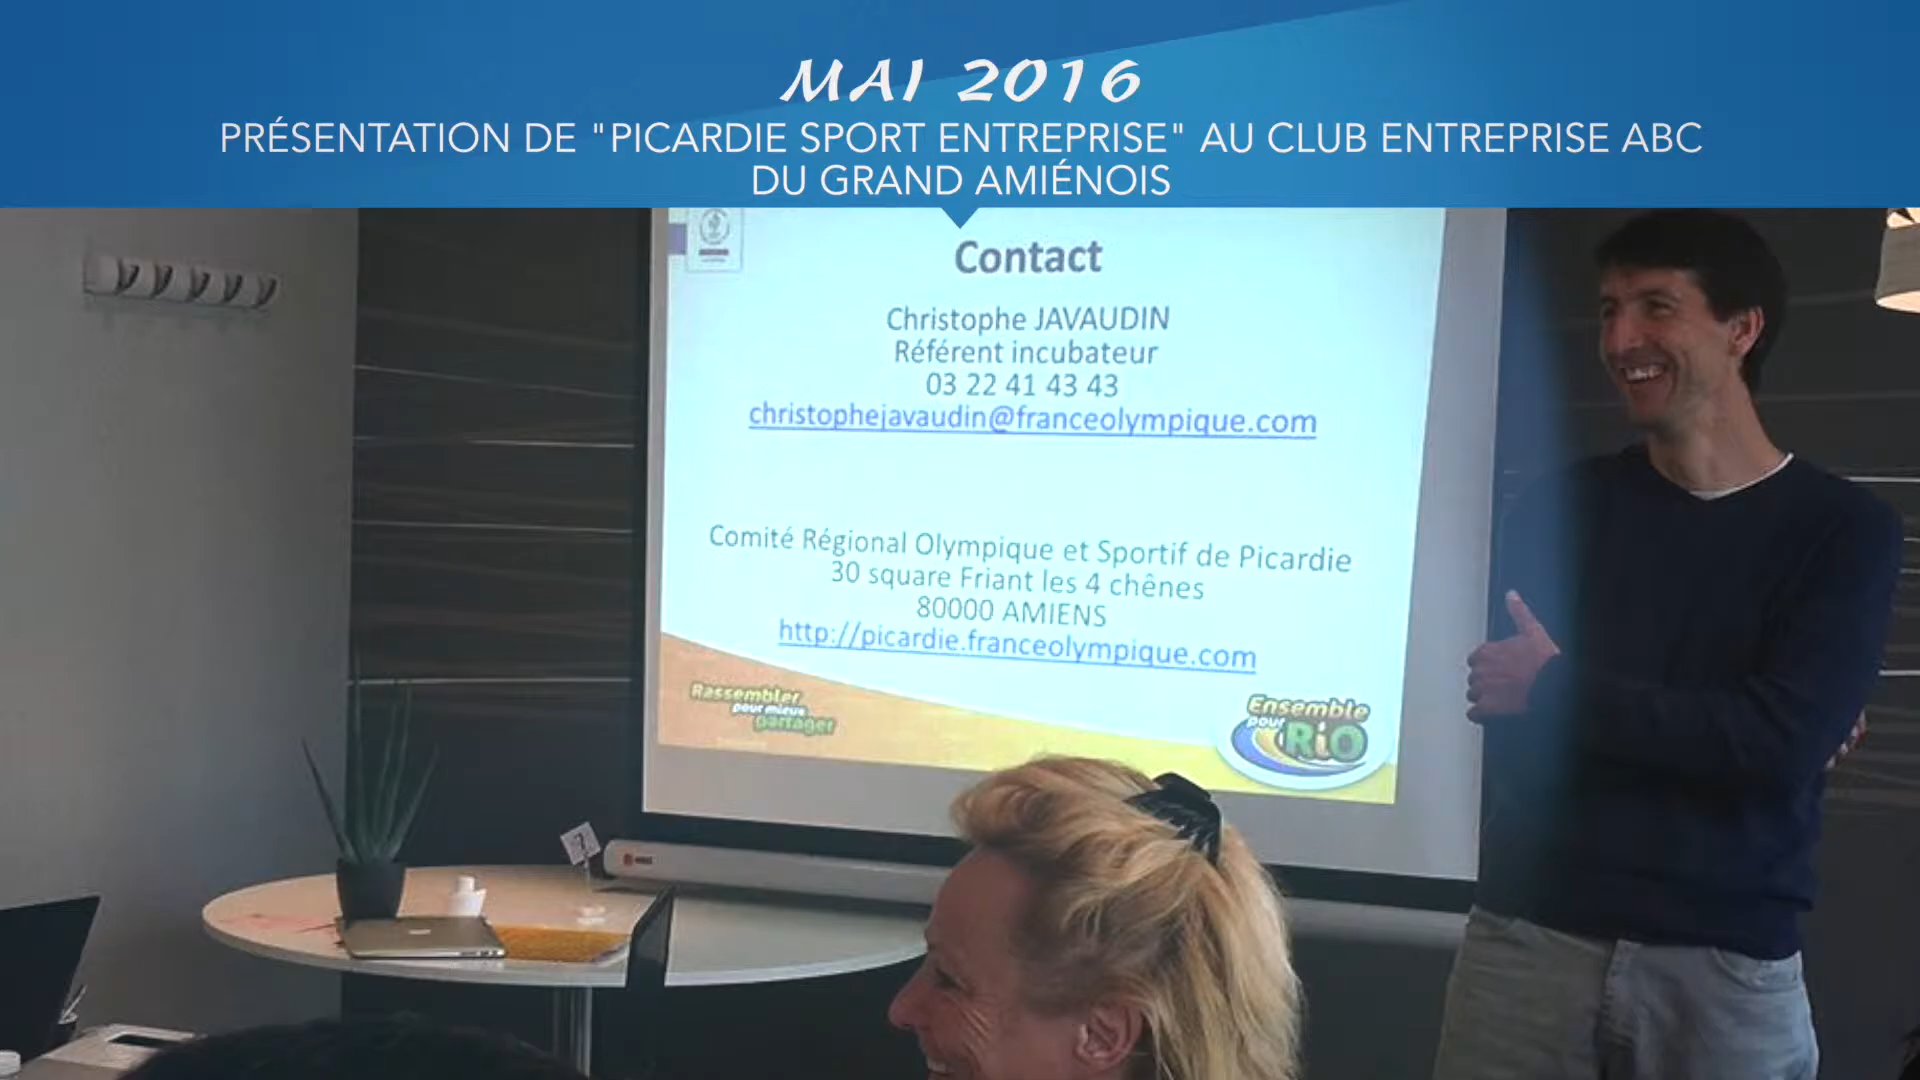 MAI 2016
PRÉSENTATION DE "PICARDIE SPORT ENTREPRISE" AU CLUB ENTREPRISE ABC
DU GRAND AMIÉNOIS
Contact
Christophe JAVAUDIN
Référent incubateur
03 22 41 43 43
christophejavaudin@franceolympique.com
Comité Régional Olympique et Sportif de Picardie
30 square Friant les 4 chênes
80000 AMIENS
http://picardie.franceolympique.com
Rassembler
pour mieux
partager
Ensemble
pour
RIO